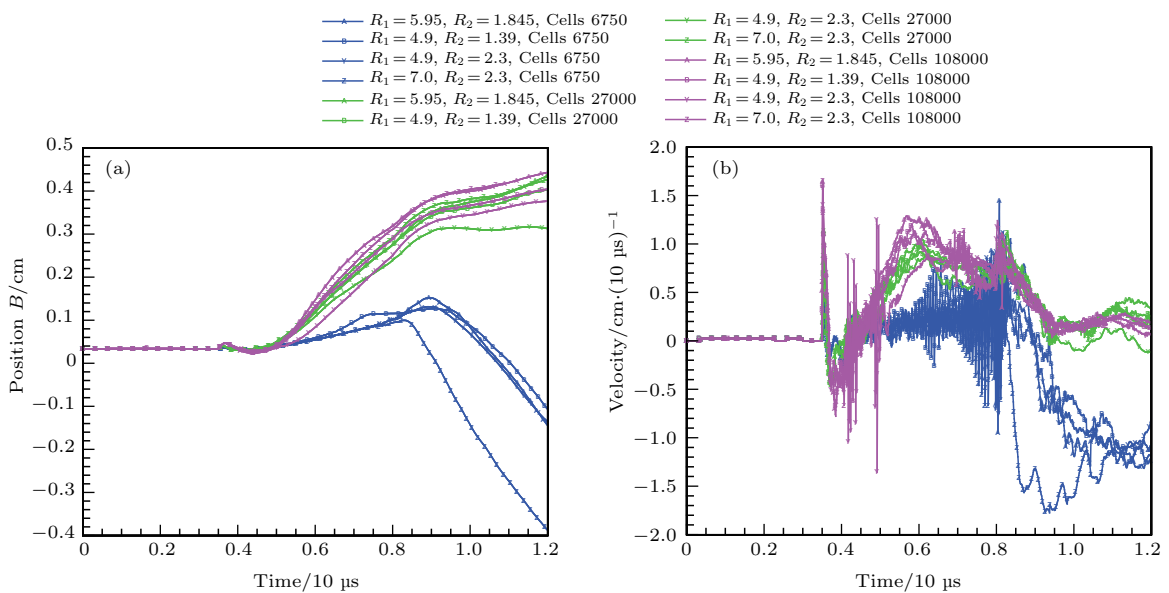 R₁=5.95, R₂=1.845, Cells 6750
R₁=4.9, R₂=1.39, Cells 6750
R₁=4.9, R₂=2.3, Cells 6750
R₁=7.0, R₂=2.3, Cells 6750
R₁=5.95, R₂=1.845, Cells 27000
R₁=4.9, R₂=1.39, Cells 27000
R₁=4.9, R₂=2.3, Cells 27000
R₁=7.0, R₂=2.3, Cells 27000
R₁=5.95, R₂=1.845, Cells 108000
R₁=4.9, R₂=1.39, Cells 108000
R₁=4.9, R₂=2.3, Cells 108000
R₁=7.0, R₂=2.3, Cells 108000
(a)
Position B/cm
0.5
0.4
0.3
0.2
0.1
0
−0.1
−0.2
−0.3
−0.4
0 0.2 0.4 0.6 0.8 1.0 1.2
Time/10 µs
(b)
Velocity/cm·(10 µs)⁻¹
2.0
1.5
1.0
0.5
0
−0.5
−1.0
−1.5
−2.0
0 0.2 0.4 0.6 0.8 1.0 1.2
Time/10 µs